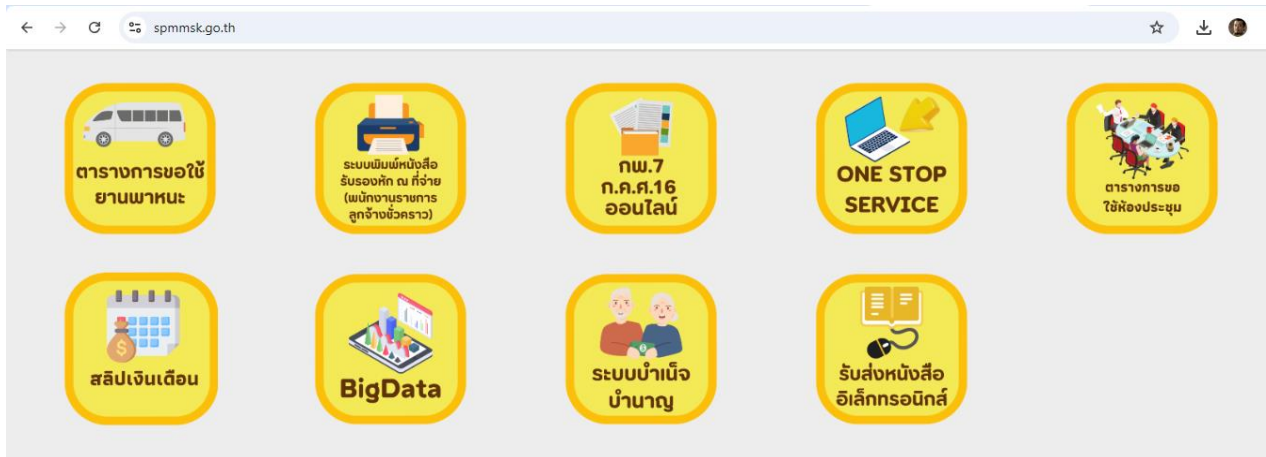 spmmsk.go.th
ตารางการขอใช้
ยานพาหนะ
ระบบพิมพ์หนังสือ
รับรองหัก ณ ที่จ่าย
(พนักงานราชการ
ลูกจ้างชั่วคราว)
กพ.7
ก.ค.ศ.16
ออนไลน์
ONE STOP
SERVICE
ตารางการขอ
ใช้ห้องประชุม
สลิปเงินเดือน
BigData
ระบบบำเน็จ
บำนาญ
รับส่งหนังสือ
อิเล็กทรอนิกส์